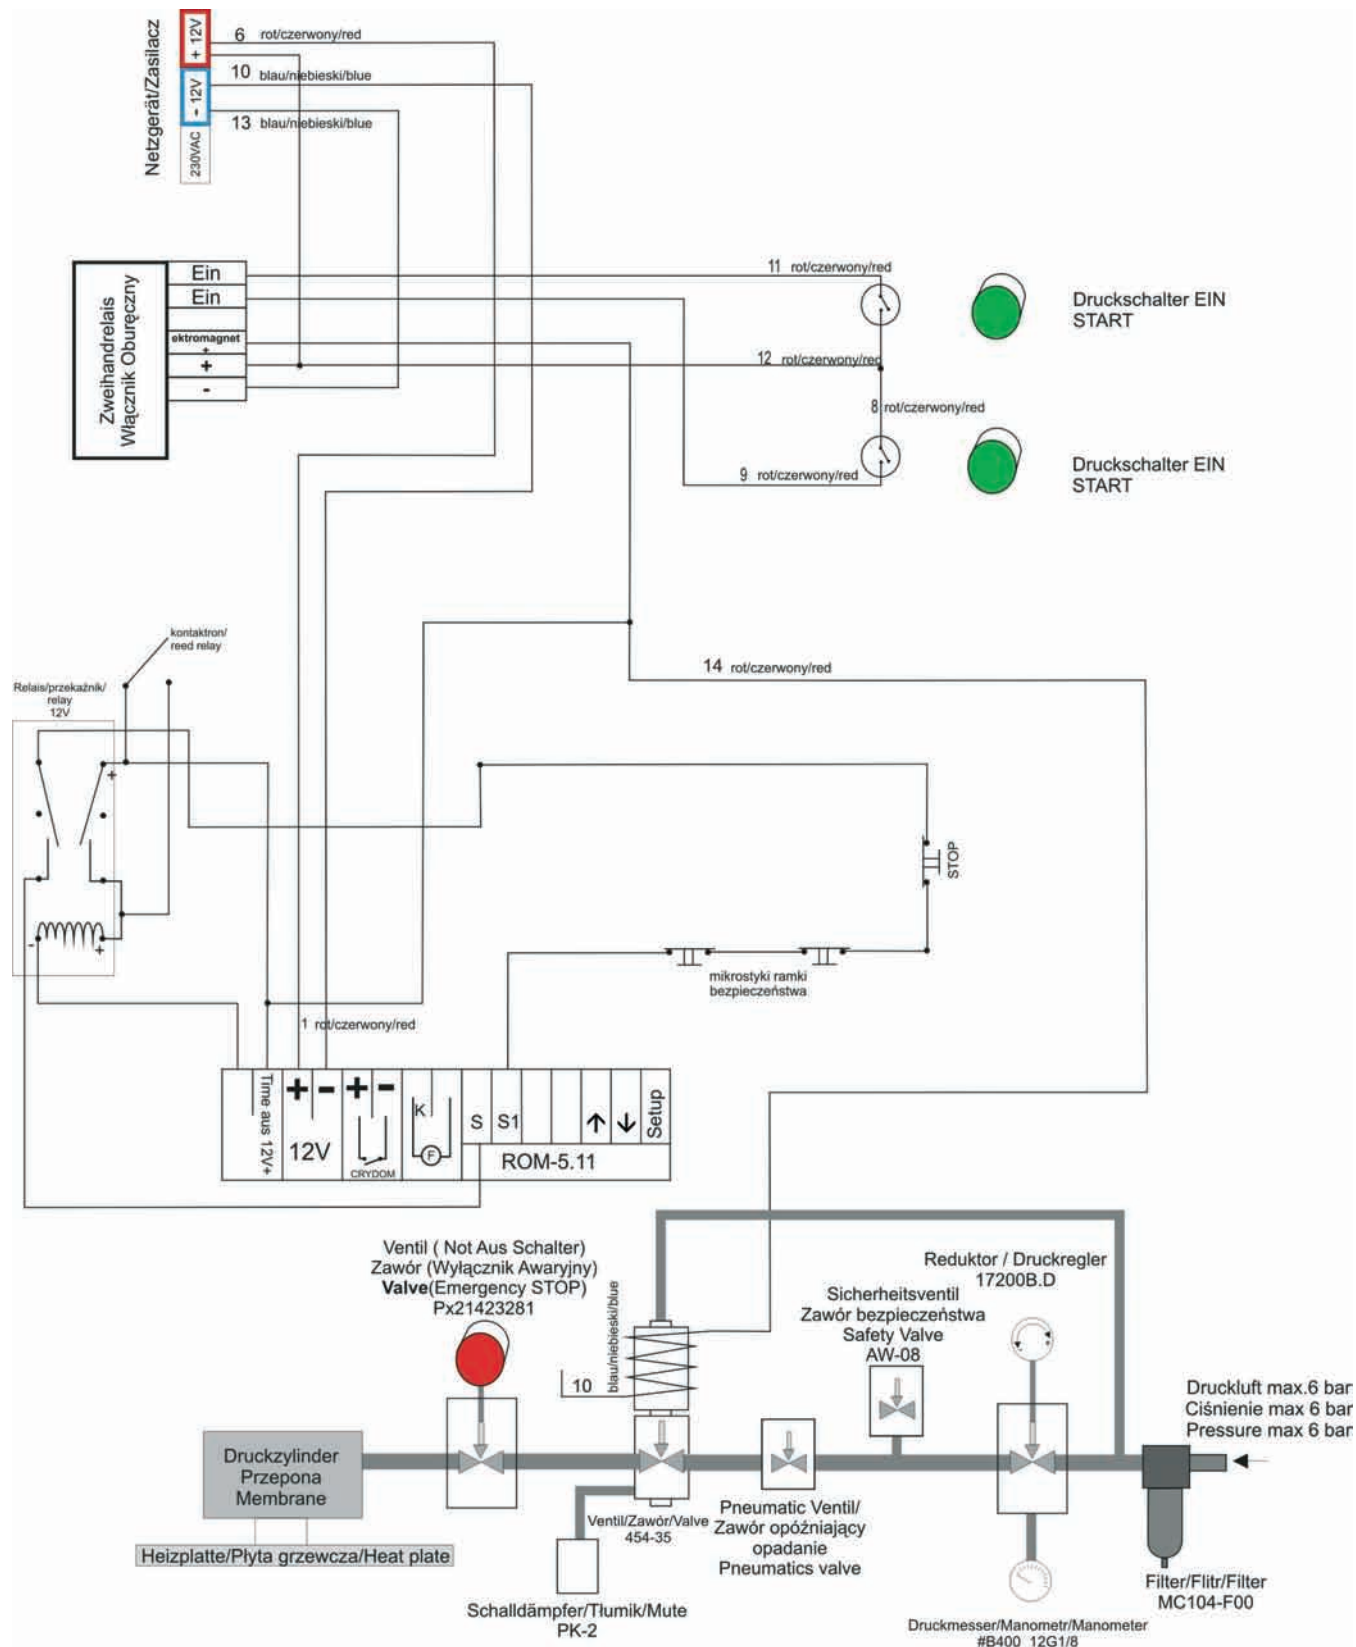 Netzgerät/Zasilacz
+ 12V
- 12V
230VAC
6 rot/czerwony/red
10 blau/niebieski/blue
13 blau/niebieski/blue
Zweihandrelais
Włącznik Oburęczny
Ein
Ein
ektromagnet
+
+
-
11 rot/czerwony/red
12 rot/czerwony/red
8 rot/czerwony/red
9 rot/czerwony/red
Druckschalter EIN
START
Druckschalter EIN
START
kontaktron/
reed relay
Relais/przekaźnik/
relay
12V
+
-
+
14 rot/czerwony/red
STOP
mikrostyki ramki
bezpieczeństwa
1 rot/czerwony/red
Time aus 12V+
+ -
12V
+ -
CRYDOM
K
F
S
S1
↑
↓
Setup
ROM-5.11
Ventil ( Not Aus Schalter)
Zawór (Wyłącznik Awaryjny)
Valve(Emergency STOP)
Px21423281
10 blau/niebieski/blue
Reduktor / Druckregler
17200B.D
Sicherheitsventil
Zawór bezpieczeństwa
Safety Valve
AW-08
Druckluft max.6 bar
Ciśnienie max 6 bar
Pressure max 6 bar
Druckzylinder
Przepona
Membrane
Heizplatte/Płyta grzewcza/Heat plate
Ventil/Zawór/Valve
454-35
Pneumatic Ventil/
Zawór opóźniający
opadanie
Pneumatics valve
Schalldämpfer/Tłumik/Mute
PK-2
Filter/Flitr/Filter
MC104-F00
Druckmesser/Manometr/Manometer
#B400 12G1/8